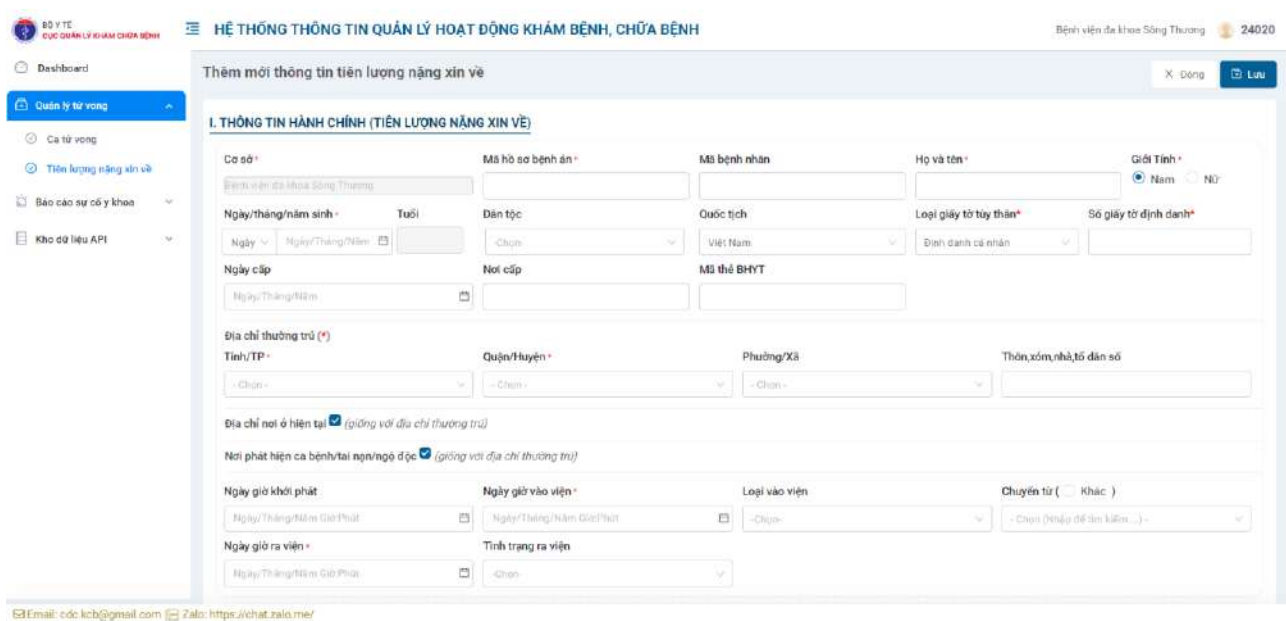 BỘ Y TẾ
CỤC QUẢN LÝ KHÁM CHỮA BỆNH
HỆ THỐNG THÔNG TIN QUẢN LÝ HOẠT ĐỘNG KHÁM BỆNH, CHỮA BỆNH
Bệnh viện đa khoa Sông Thương 24020
Dashboard
Quản lý tử vong
Ca tử vong
Tiên lượng nặng xin về
Báo cáo sự cố y khoa
Kho dữ liệu API
Thêm mới thông tin tiên lượng nặng xin về
X Đóng Lưu
I. THÔNG TIN HÀNH CHÍNH (TIÊN LƯỢNG NẶNG XIN VỀ)
Cơ sở * Mã hồ sơ bệnh án * Mã bệnh nhân Họ và tên * Giới Tính *
Bệnh viện đa khoa Sông Thương Nam Nữ
Ngày/tháng/năm sinh * Tuổi Dân tộc Quốc tịch Loại giấy tờ tùy thân* Số giấy tờ định danh*
Ngày Ngày/Tháng/Năm -Chọn- Việt Nam Định danh cá nhân
Ngày cấp Nơi cấp Mã thẻ BHYT
Ngày/Tháng/Năm
Địa chỉ thường trú (*)
Tỉnh/TP * Quận/Huyện * Phường/Xã Thôn,xóm,nhà,tổ dân số
- Chọn - - Chọn - - Chọn -
Địa chỉ nơi ở hiện tại (giống với địa chỉ thường trú)
Nơi phát hiện ca bệnh/tai nạn/ngộ độc (giống với địa chỉ thường trú)
Ngày giờ khởi phát Ngày giờ vào viện * Loại vào viện Chuyển từ ( Khác )
Ngày/Tháng/Năm Giờ:Phút Ngày/Tháng/Năm Giờ:Phút -Chọn- - Chọn (Nhập để tìm kiếm...) -
Ngày giờ ra viện * Tình trạng ra viện
Ngày/Tháng/Năm Giờ:Phút -Chọn-
Email: cdc.kcb@gmail.com Zalo: https://chat.zalo.me/